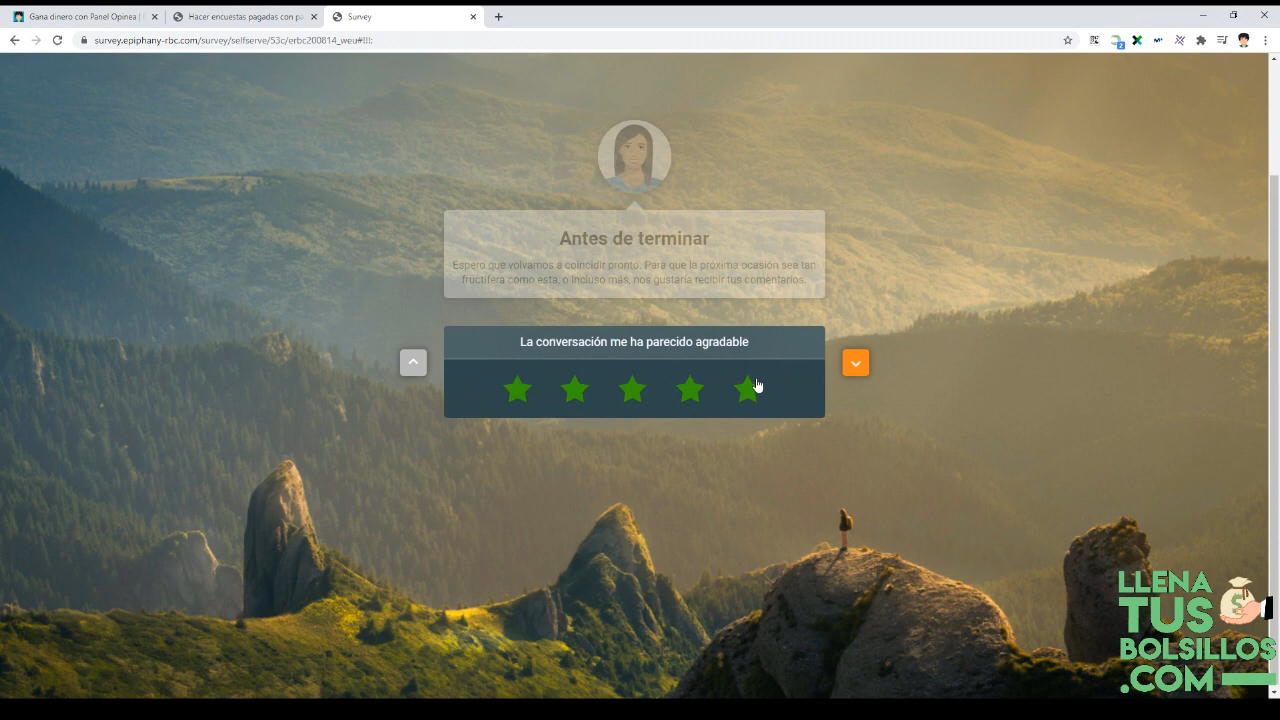 Gana dinero con Panel Opinea |
Hacer encuestas pagadas con pa
Survey
survey.epiphany-rbc.com/survey/selfserve/53c/erbc200814_weu#!!!;
2
Antes de terminar
Espero que volvamos a coincidir pronto. Para que la próxima ocasión sea tan
fructífera como esta, o incluso más, nos gustaría recibir tus comentarios.
La conversación me ha parecido agradable
LLENA
TUS
BOLSILLOS
.COM